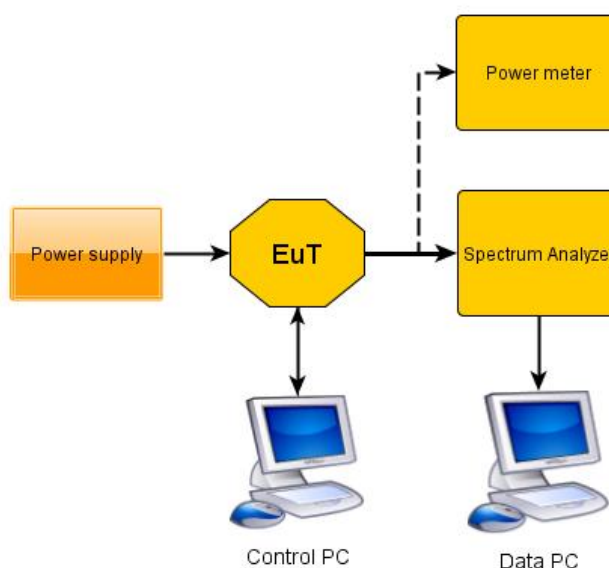 Power meter
Power supply
EuT
Spectrum Analyze
Control PC
Data PC